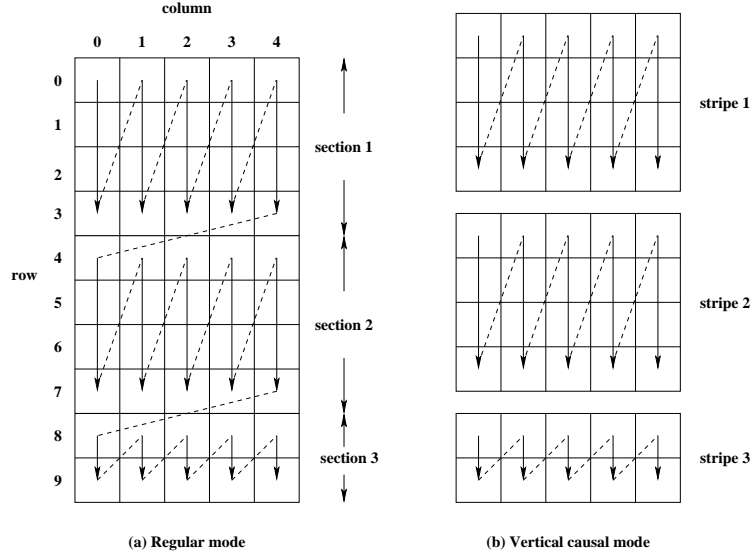 column
0 1 2 3 4
0
1
2
3
4
5
6
7
8
9
row
section 1
section 2
section 3
(a) Regular mode
stripe 1
stripe 2
stripe 3
(b) Vertical causal mode